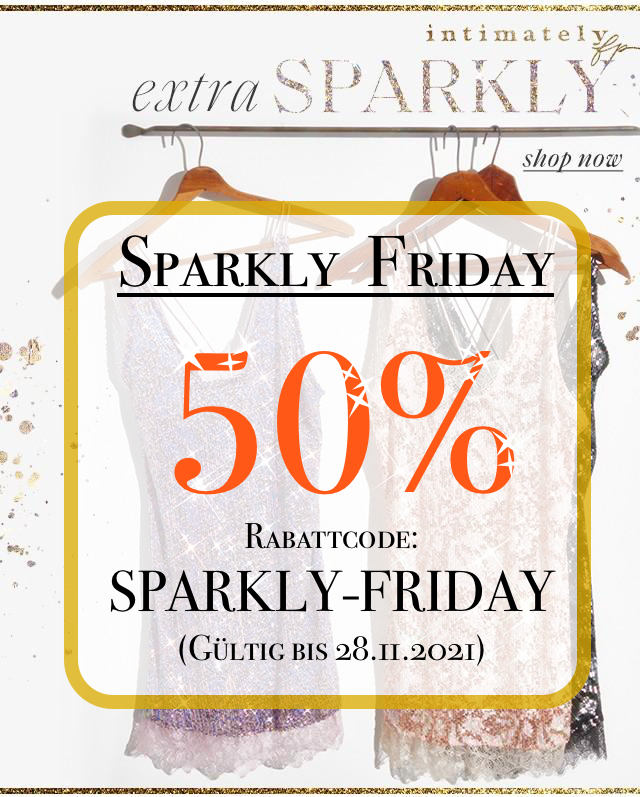 intimately
fp
extra SPARKLY
shop now
Sparkly Friday
50%
Rabattcode:
SPARKLY-FRIDAY
(Gültig bis 28.11.2021)